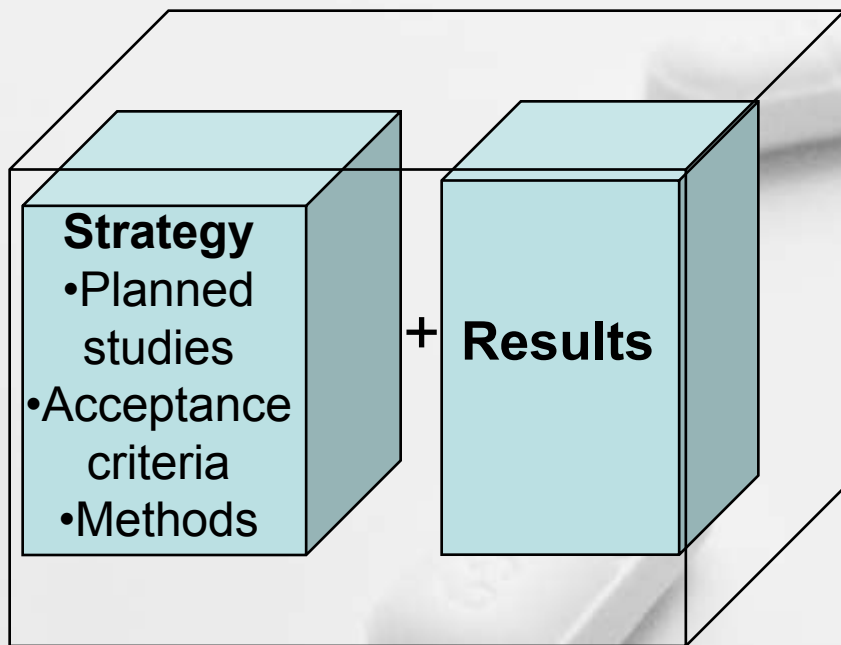 Strategy
•Planned
studies
•Acceptance
criteria
•Methods
+
Results